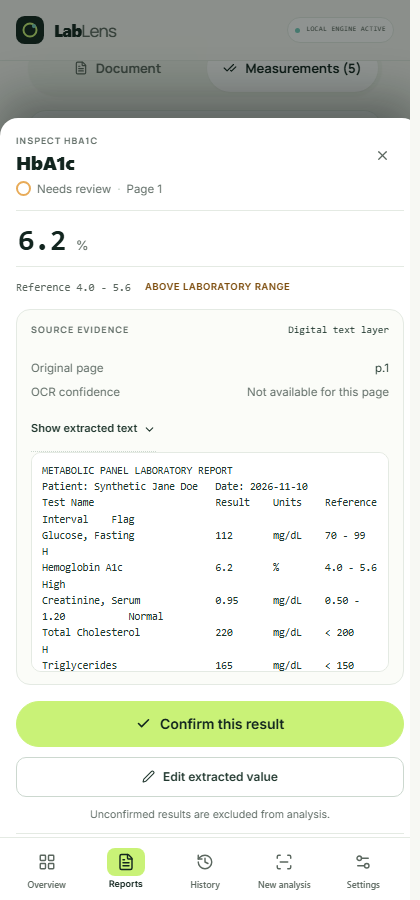 LabLens
LOCAL ENGINE ACTIVE
Document
Measurements (5)
INSPECT HBA1C
HbA1c
Needs review · Page 1
6.2 %
Reference 4.0 - 5.6 ABOVE LABORATORY RANGE
SOURCE EVIDENCE Digital text layer
Original page p.1
OCR confidence Not available for this page
Show extracted text
METABOLIC PANEL LABORATORY REPORT
Patient: Synthetic Jane Doe Date: 2026-11-10
Test Name Result Units Reference
Interval Flag
Glucose, Fasting 112 mg/dL 70 - 99
H
Hemoglobin A1c 6.2 % 4.0 - 5.6
High
Creatinine, Serum 0.95 mg/dL 0.50 -
1.20 Normal
Total Cholesterol 220 mg/dL < 200
H
Triglycerides 165 mg/dL < 150
Confirm this result
Edit extracted value
Unconfirmed results are excluded from analysis.
Overview
Reports
History
New analysis
Settings